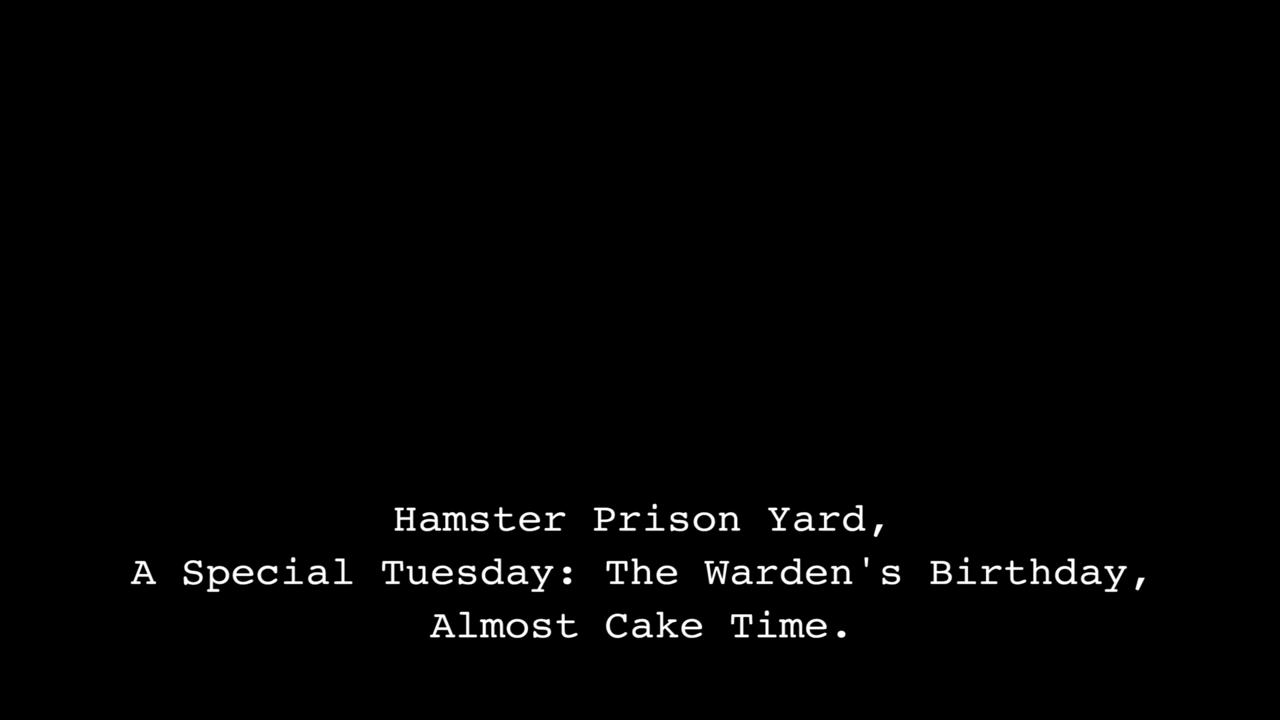 Hamster Prison Yard,
A Special Tuesday: The Warden's Birthday,
Almost Cake Time.